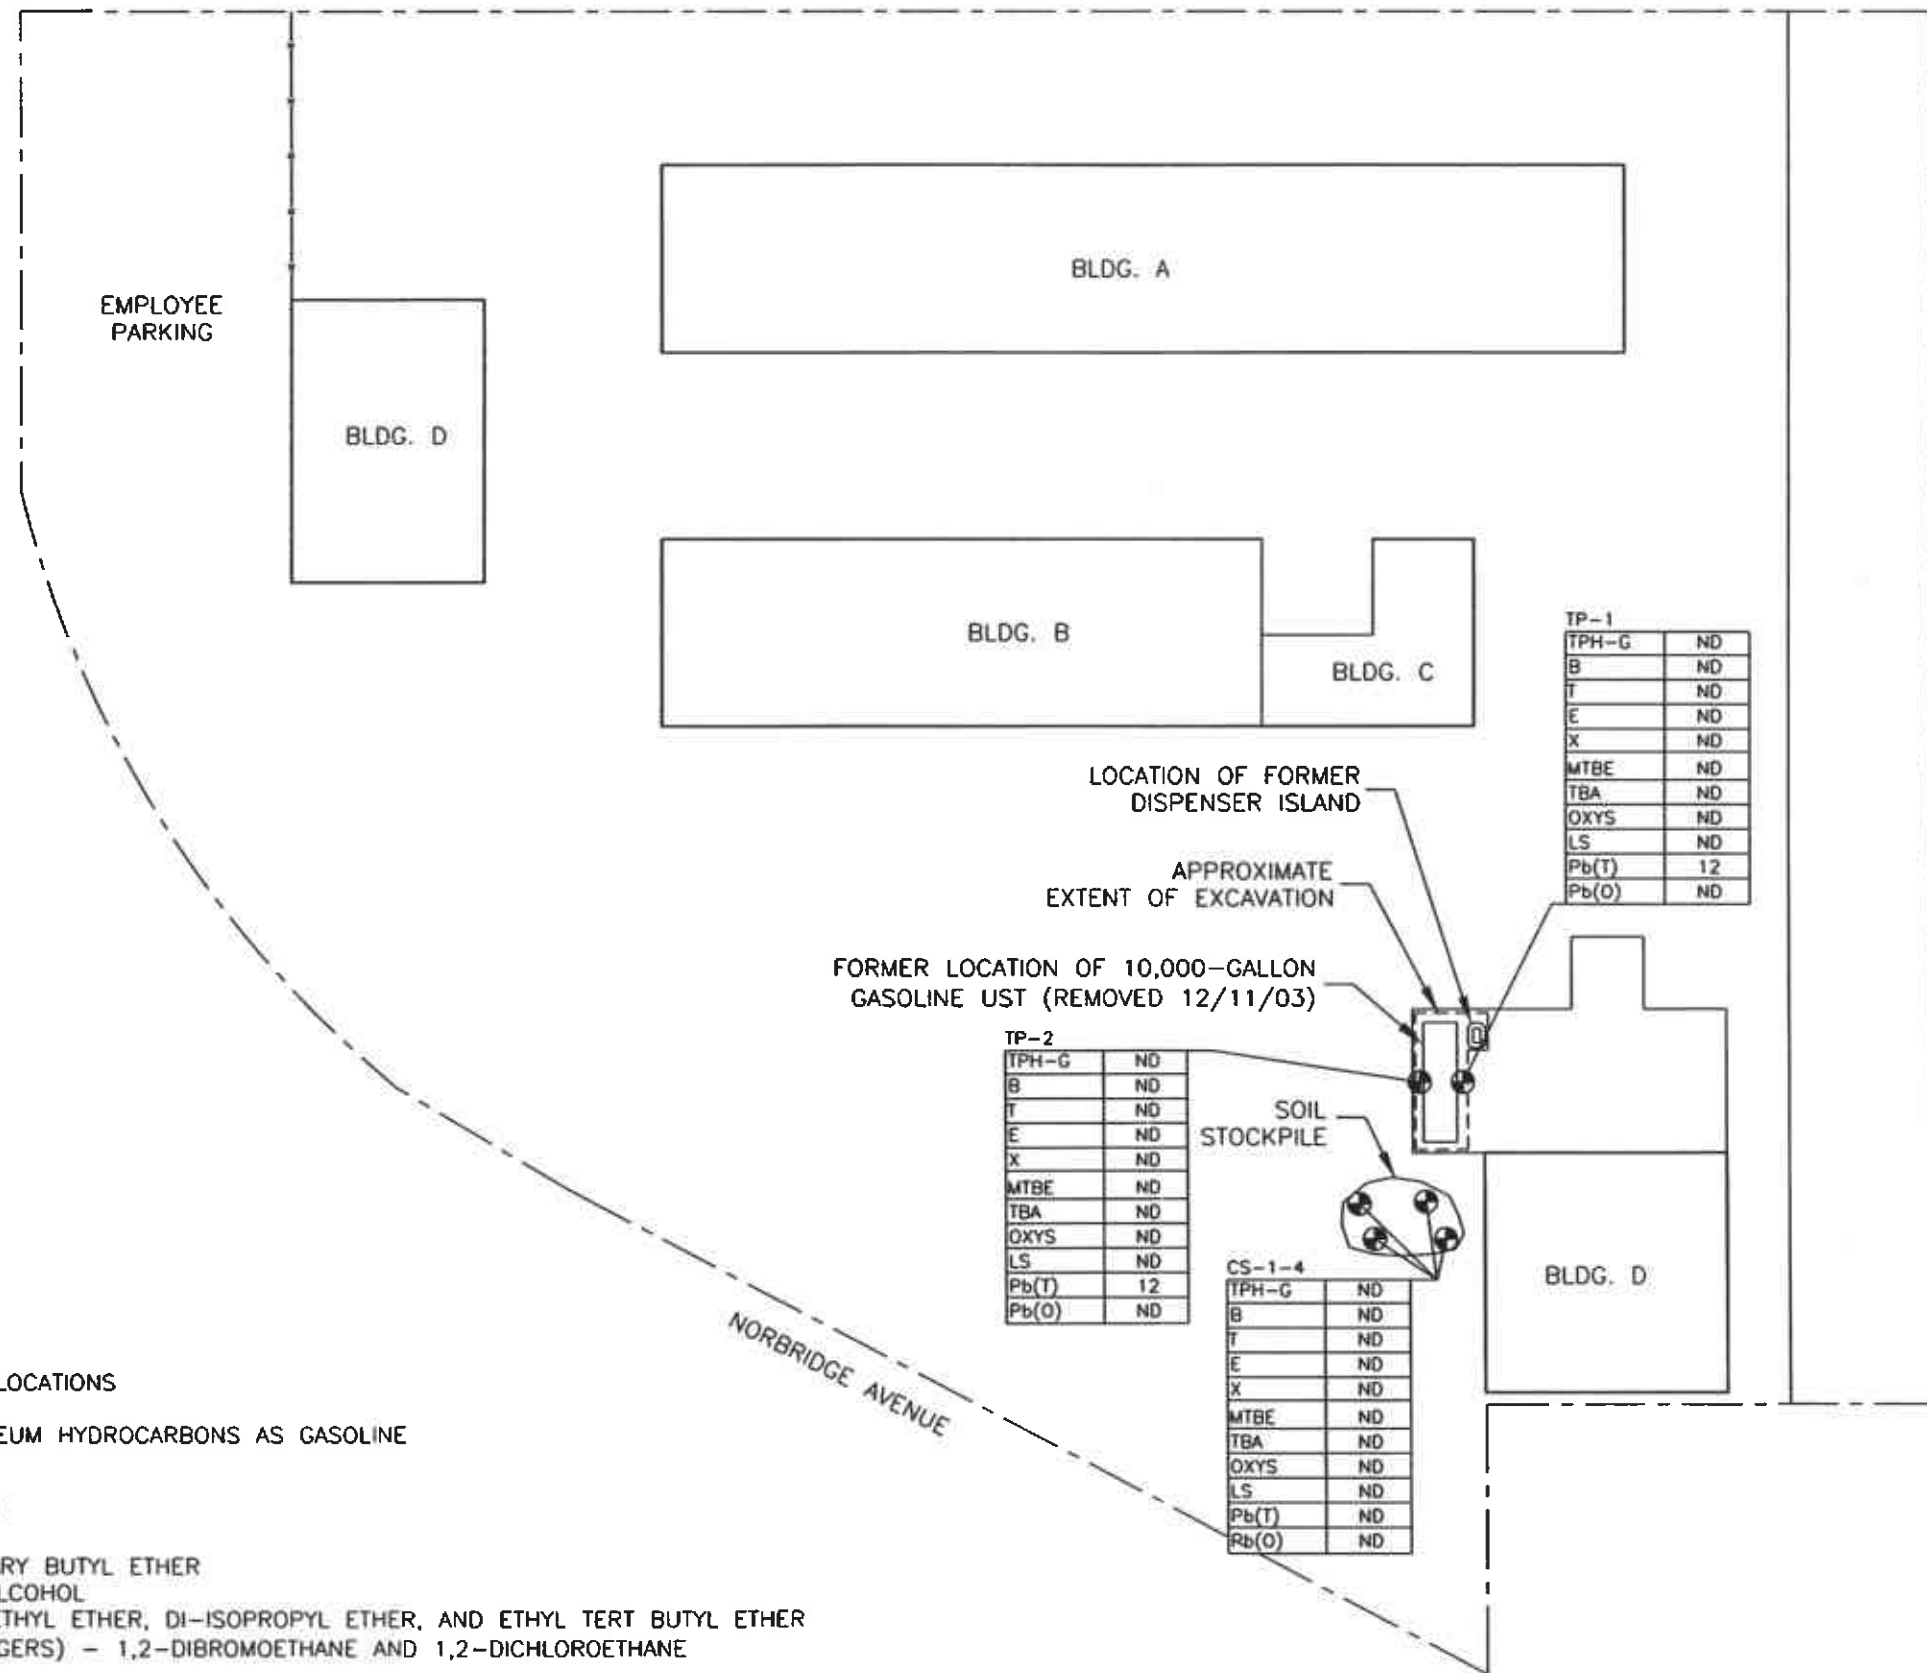 EMPLOYEE
PARKING
BLDG. A
BLDG. D
BLDG. B
BLDG. C
LOCATION OF FORMER
DISPENSER ISLAND
APPROXIMATE
EXTENT OF EXCAVATION
FORMER LOCATION OF 10,000-GALLON
GASOLINE UST (REMOVED 12/11/03)
TP-1
TPH-G ND
B ND
T ND
E ND
X ND
MTBE ND
TBA ND
OXYS ND
LS ND
Pb(T) 12
Pb(O) ND
TP-2
TPH-G ND
B ND
T ND
E ND
X ND
MTBE ND
TBA ND
OXYS ND
LS ND
Pb(T) 12
Pb(O) ND
SOIL
STOCKPILE
CS-1-4
TPH-G ND
B ND
T ND
E ND
X ND
MTBE ND
TBA ND
OXYS ND
LS ND
Pb(T) ND
Rb(O) ND
BLDG. D
NORBRIDGE AVENUE
LOCATIONS
EUM HYDROCARBONS AS GASOLINE
RY BUTYL ETHER
LCOHOL
ETHYL ETHER, DI-ISOPROPYL ETHER, AND ETHYL TERT BUTYL ETHER
GERS) - 1,2-DIBROMOETHANE AND 1,2-DICHLOROETHANE